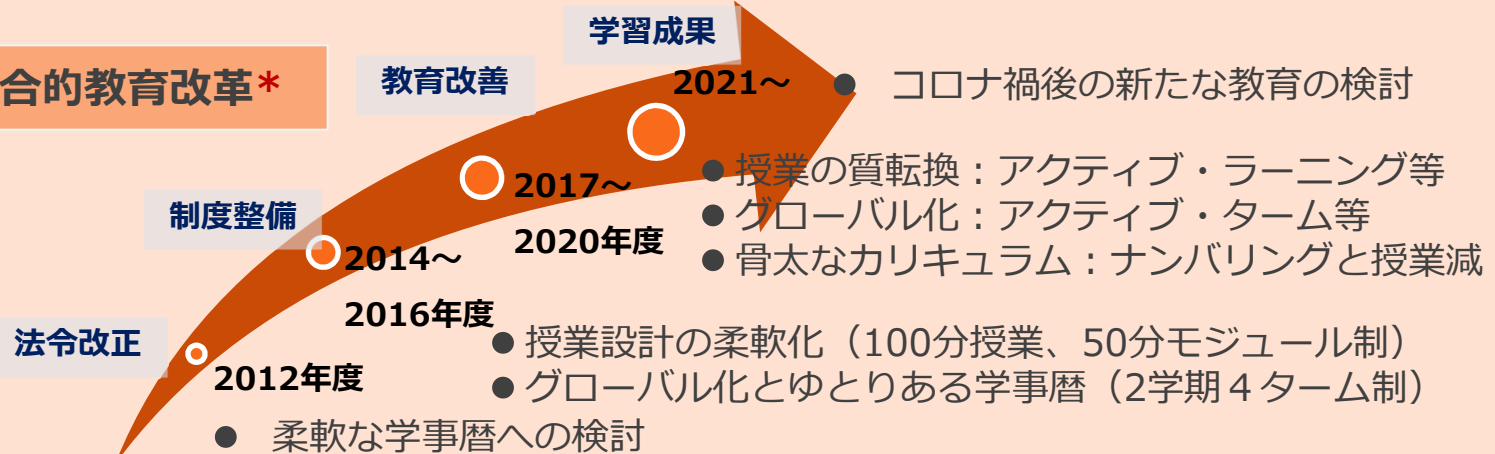 学習成果
合的教育改革*
教育改善
2021～
● コロナ禍後の新たな教育の検討
2017～
2020年度
● 授業の質転換：アクティブ・ラーニング等
● グローバル化：アクティブ・ターム等
● 骨太なカリキュラム：ナンバリングと授業減
制度整備
2014～
2016年度
● 授業設計の柔軟化（100分授業、50分モジュール制）
● グローバル化とゆとりある学事暦（2学期４ターム制）
法令改正
2012年度
● 柔軟な学事暦への検討